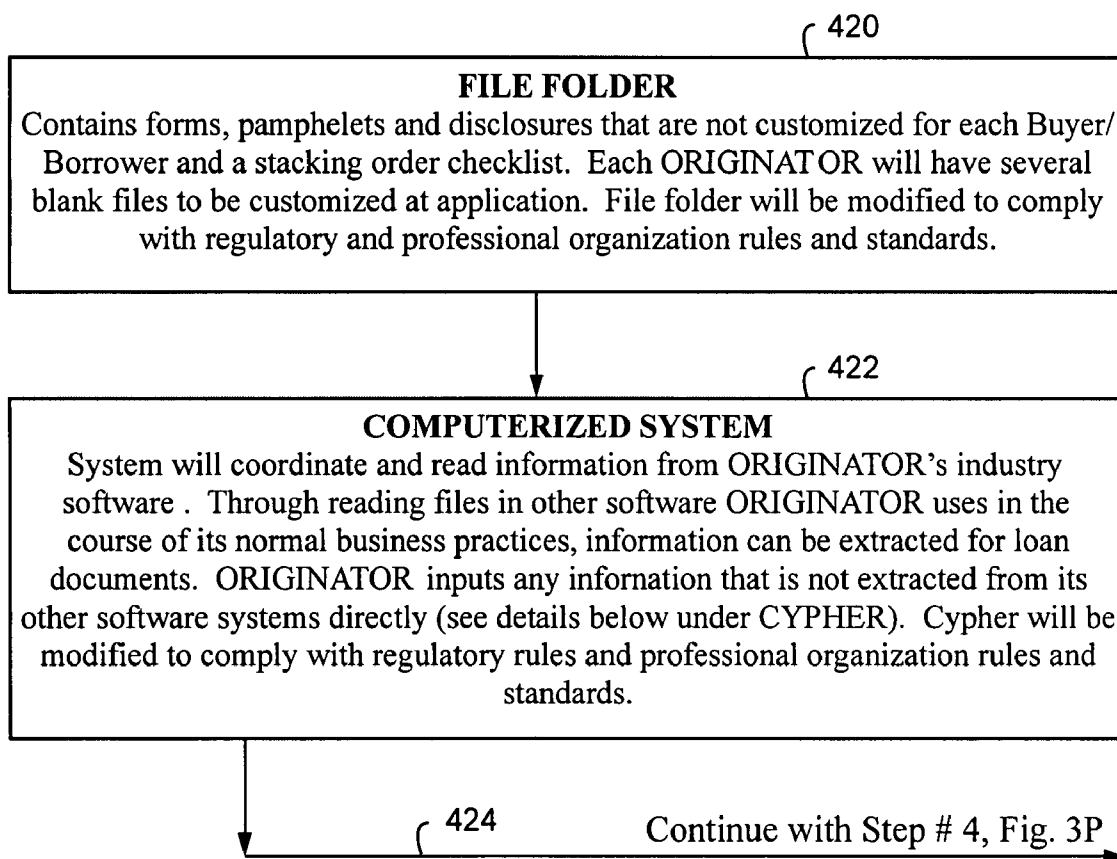 420
FILE FOLDER
Contains forms, pamphelets and disclosures that are not customized for each Buyer/
Borrower and a stacking order checklist. Each ORIGINATOR will have several
blank files to be customized at application. File folder will be modified to comply
with regulatory and professional organization rules and standards.
422
COMPUTERIZED SYSTEM
System will coordinate and read information from ORIGINATOR's industry
software . Through reading files in other software ORIGINATOR uses in the
course of its normal business practices, information can be extracted for loan
documents. ORIGINATOR inputs any infornation that is not extracted from its
other software systems directly (see details below under CYPHER). Cypher will be
modified to comply with regulatory rules and professional organization rules and
standards.
424
Continue with Step # 4, Fig. 3P